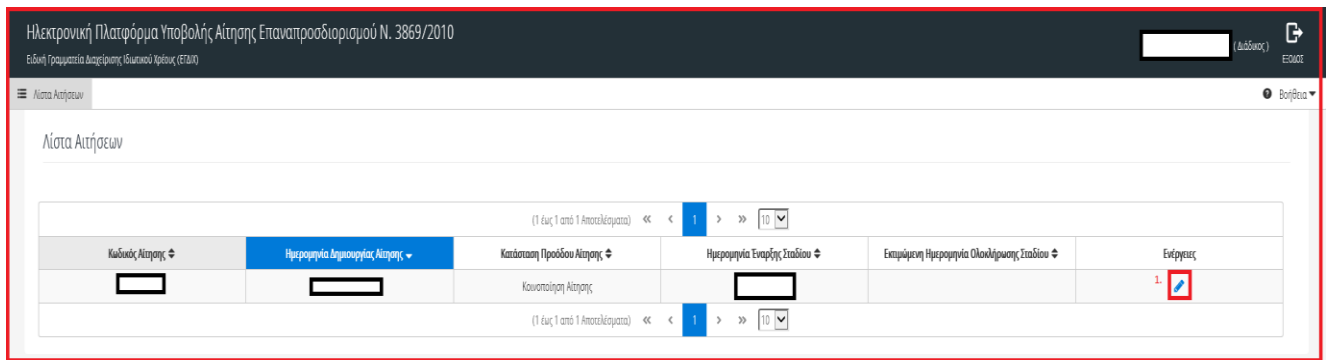 Ηλεκτρονική Πλατφόρμα Υποβολής Αίτησης Επαναπροσδιορισμού Ν. 3869/2010
Ειδική Γραμματεία Διαχείρισης Ιδιωτικού Χρέους (ΕΓΔΙΧ)
( Διάδικος )
ΕΞΟΔΟΣ
Λίστα Αιτήσεων
Βοήθεια
Λίστα Αιτήσεων
(1 έως 1 από 1 Αποτελέσματα) 1 10
Κωδικός Αίτησης Ημερομηνία Δημιουργίας Αίτησης Κατάσταση Προόδου Αίτησης Ημερομηνία Έναρξης Σταδίου Εκτιμώμενη Ημερομηνία Ολοκλήρωσης Σταδίου Ενέργειες
Κοινοποίηση Αίτησης 1.
(1 έως 1 από 1 Αποτελέσματα) 1 10